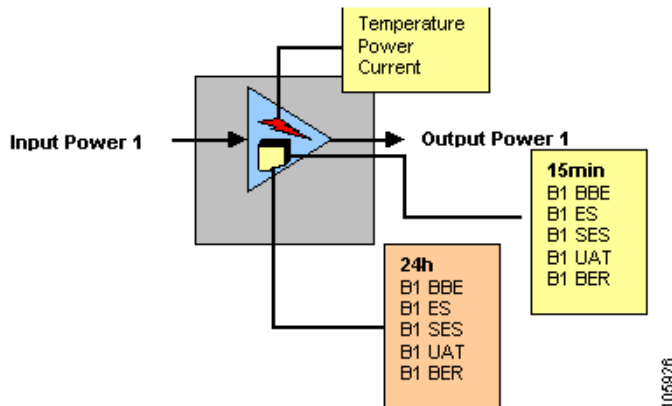 Temperature
Power
Current
Input Power 1
Output Power 1
15min
B1 BBE
B1 ES
B1 SES
B1 UAT
B1 BER
24h
B1 BBE
B1 ES
B1 SES
B1 UAT
B1 BER
105926